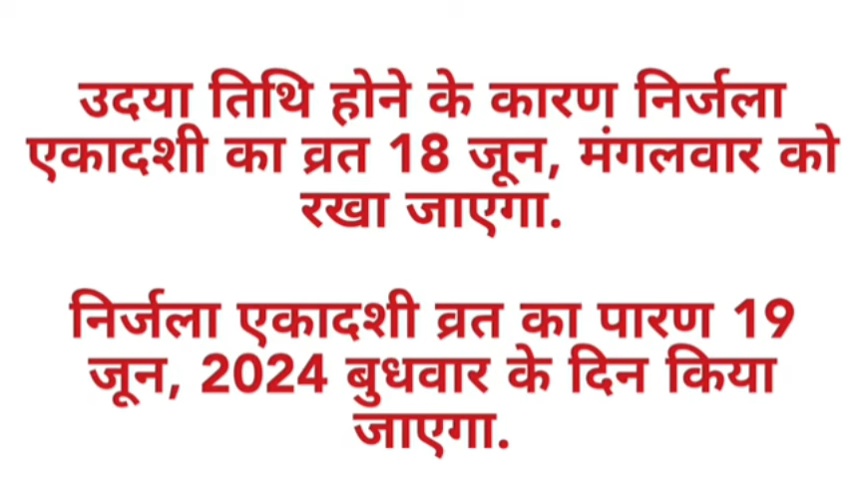 उदया तिथि होने के कारण निर्जला
एकादशी का व्रत 18 जून, मंगलवार को
रखा जाएगा.
निर्जला एकादशी व्रत का पारण 19
जून, 2024 बुधवार के दिन किया
जाएगा.